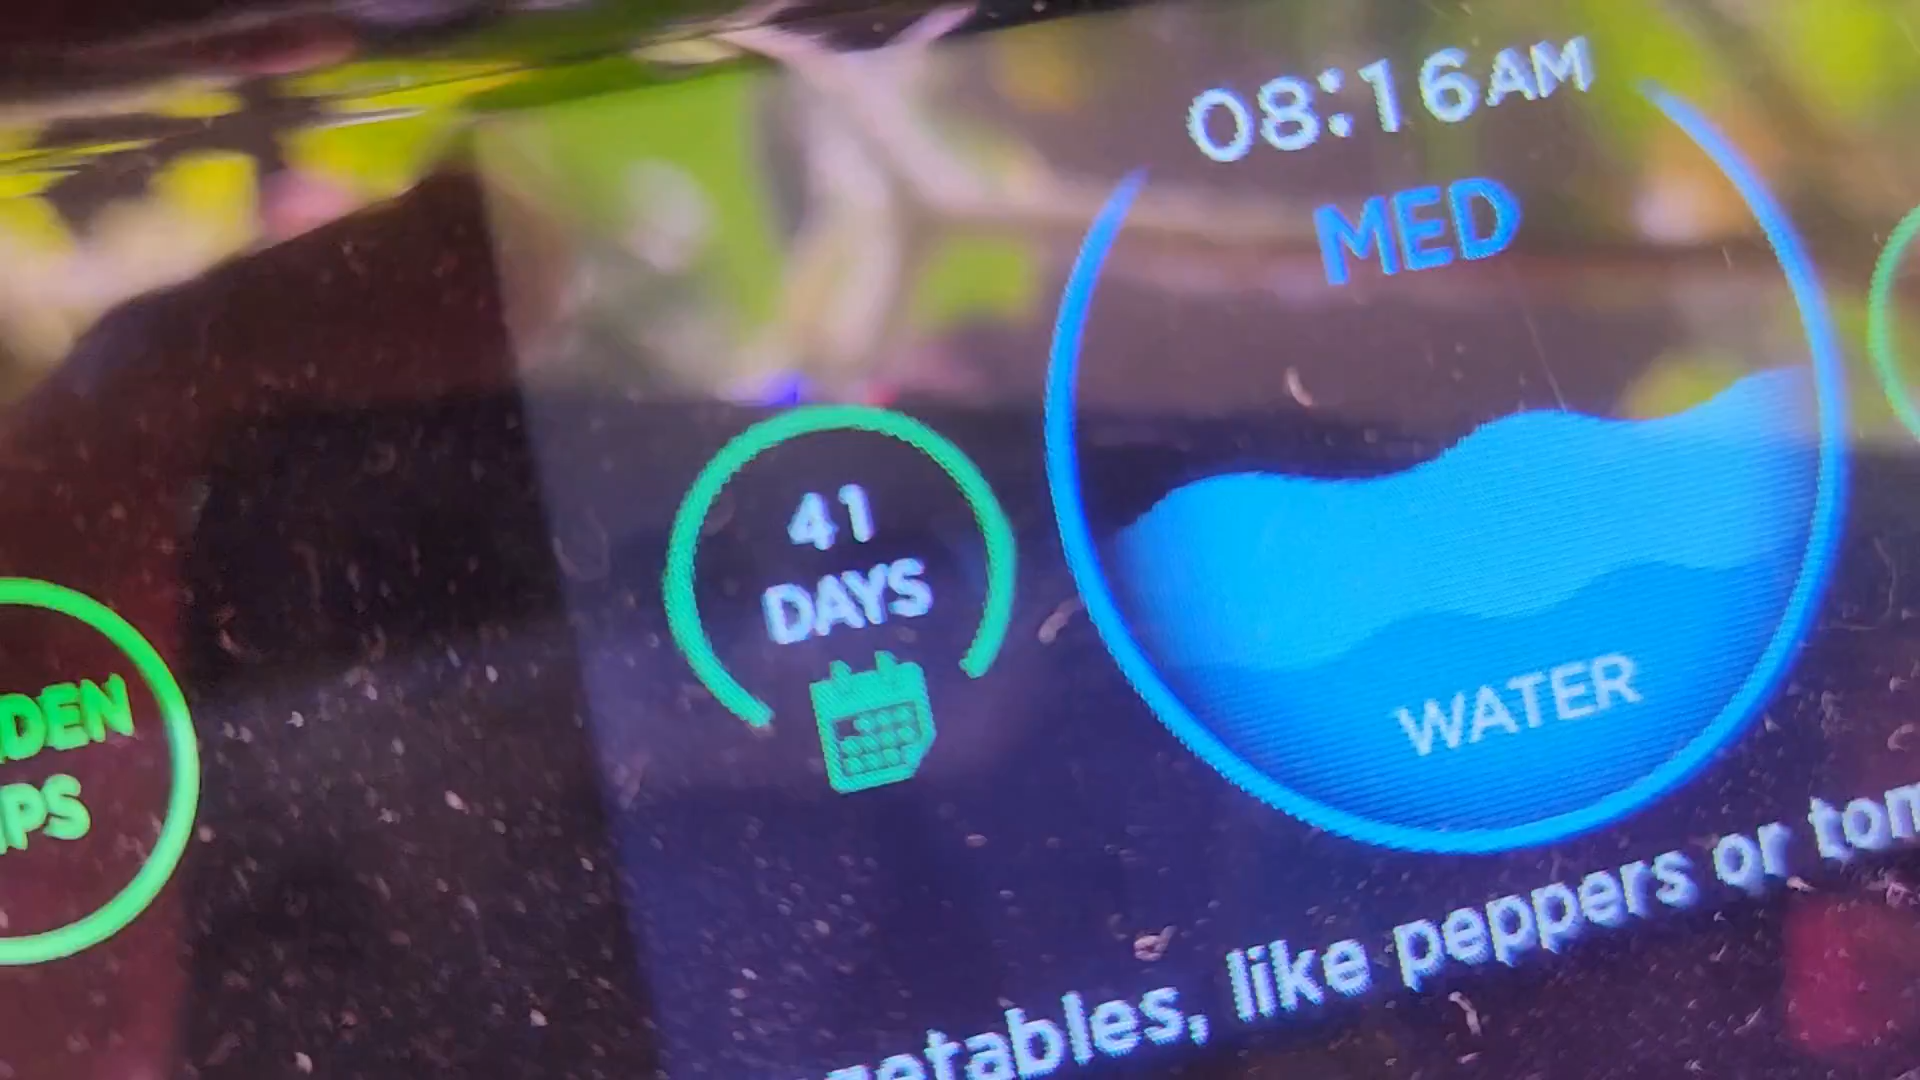 08:16AM
MED
41
DAYS
WATER
DEN
PS
etables, like peppers or tom